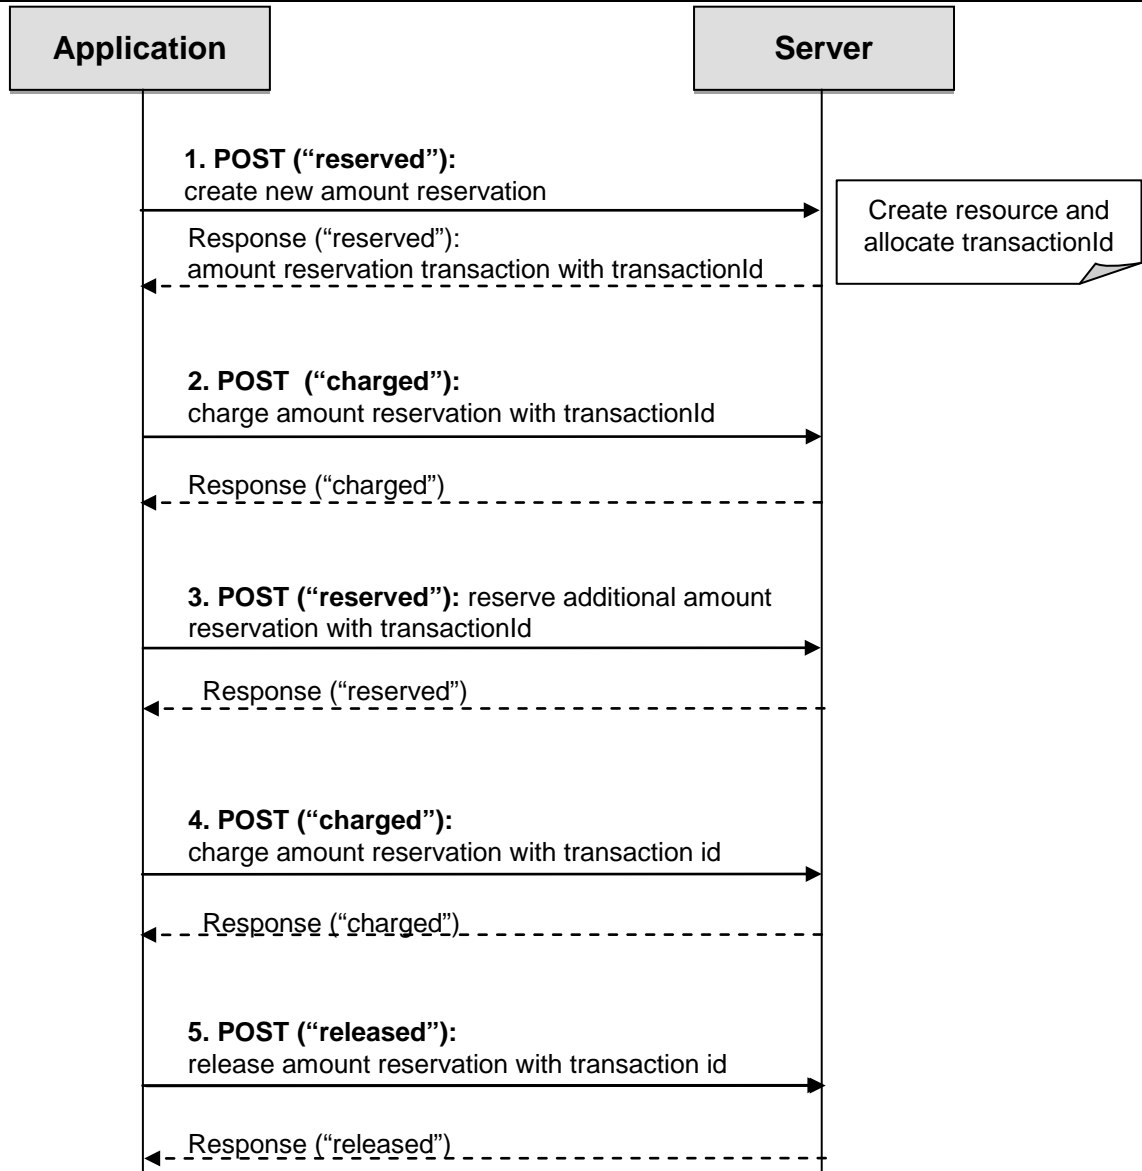 Application
Server
1. POST (“reserved”):
create new amount reservation
Create resource and
allocate transactionId
Response (“reserved”):
amount reservation transaction with transactionId
2. POST  (“charged”):
charge amount reservation with transactionId
Response (“charged”)
3. POST (“reserved”): reserve additional amount
reservation with transactionId
Response (“reserved”)
4. POST (“charged”):
charge amount reservation with transaction id
Response (“charged”)
5. POST (“released”):
release amount reservation with transaction id
Response (“released”)